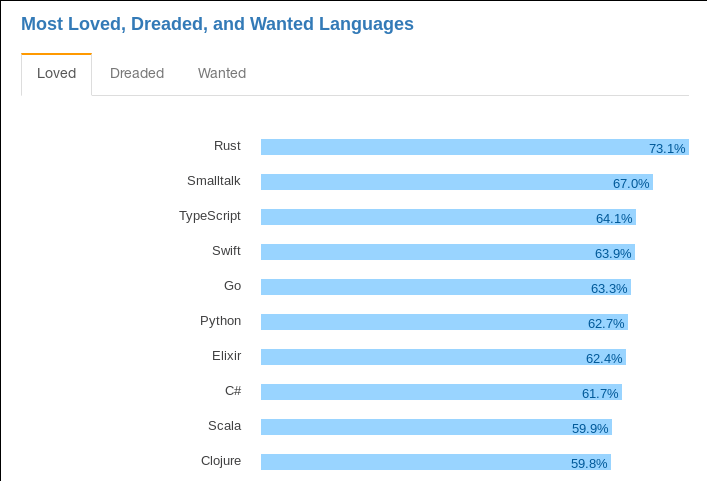 Most Loved, Dreaded, and Wanted Languages
Loved Dreaded Wanted
Rust 73.1%
Smalltalk 67.0%
TypeScript 64.1%
Swift 63.9%
Go 63.3%
Python 62.7%
Elixir 62.4%
C# 61.7%
Scala 59.9%
Clojure 59.8%